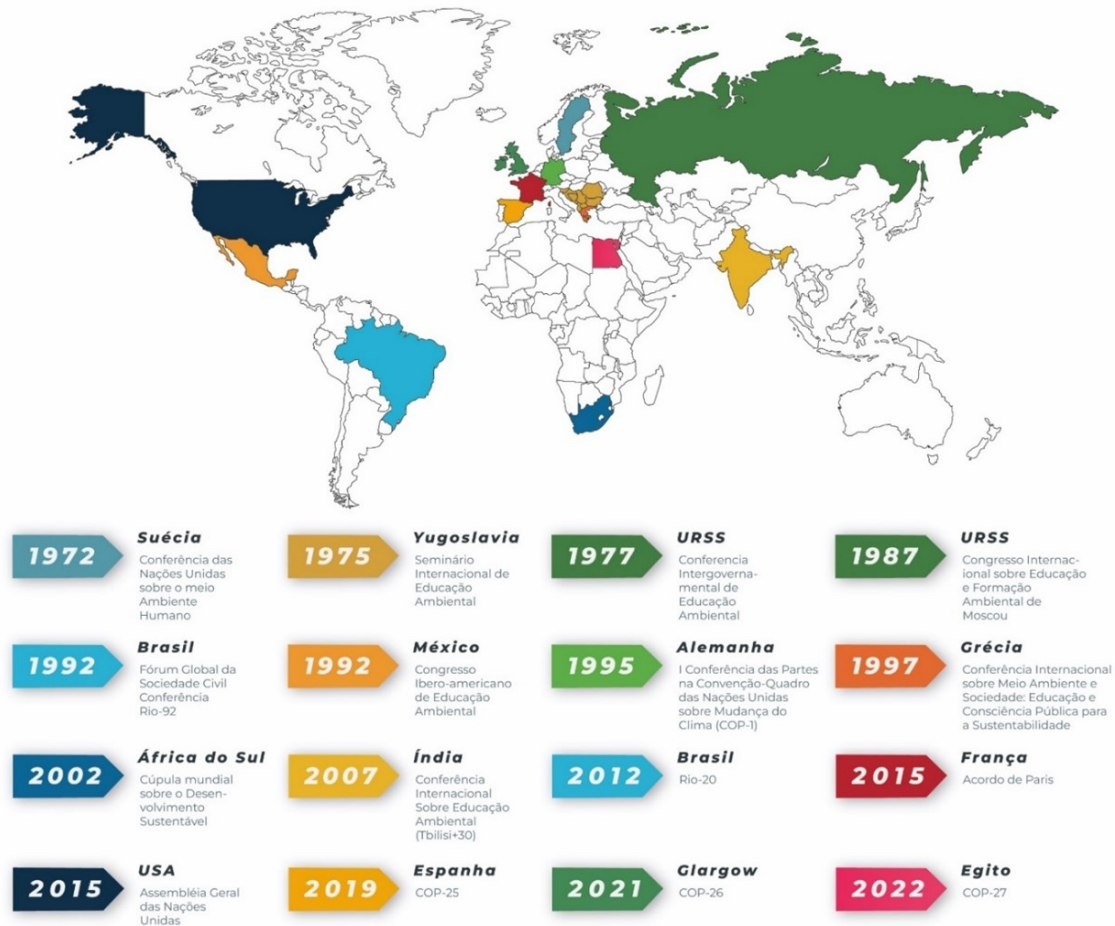 1972
Suécia
Conferência das
Nações Unidas
sobre o meio
Ambiente
Humano
1975
Yugoslavia
Seminário
Internacional de
Educação
Ambiental
1977
URSS
Conferencia
Intergoverna-
mental de
Educação
Ambiental
1987
URSS
Congresso Internac-
ional sobre Educação
e Formação
Ambiental de
Moscou
1992
Brasil
Fórum Global da
Sociedade Civil
Conferência
Rio-92
1992
México
Congresso
Ibero-americano
de Educação
Ambiental
1995
Alemanha
I Conferência das Partes
na Convenção-Quadro
das Nações Unidas
sobre Mudança do
Clima (COP-1)
1997
Grécia
Conferência Internacional
sobre Meio Ambiente e
Sociedade: Educação e
Consciência Pública para
a Sustentabilidade
2002
África do Sul
Cúpula mundial
sobre o Desen-
volvimento
Sustentável
2007
Índia
Conferência
Internacional
Sobre Educação
Ambiental
(Tbilisi+30)
2012
Brasil
Rio-20
2015
França
Acordo de Paris
2015
USA
Assembléia Geral
das Nações
Unidas
2019
Espanha
COP-25
2021
Glargow
COP-26
2022
Egito
COP-27